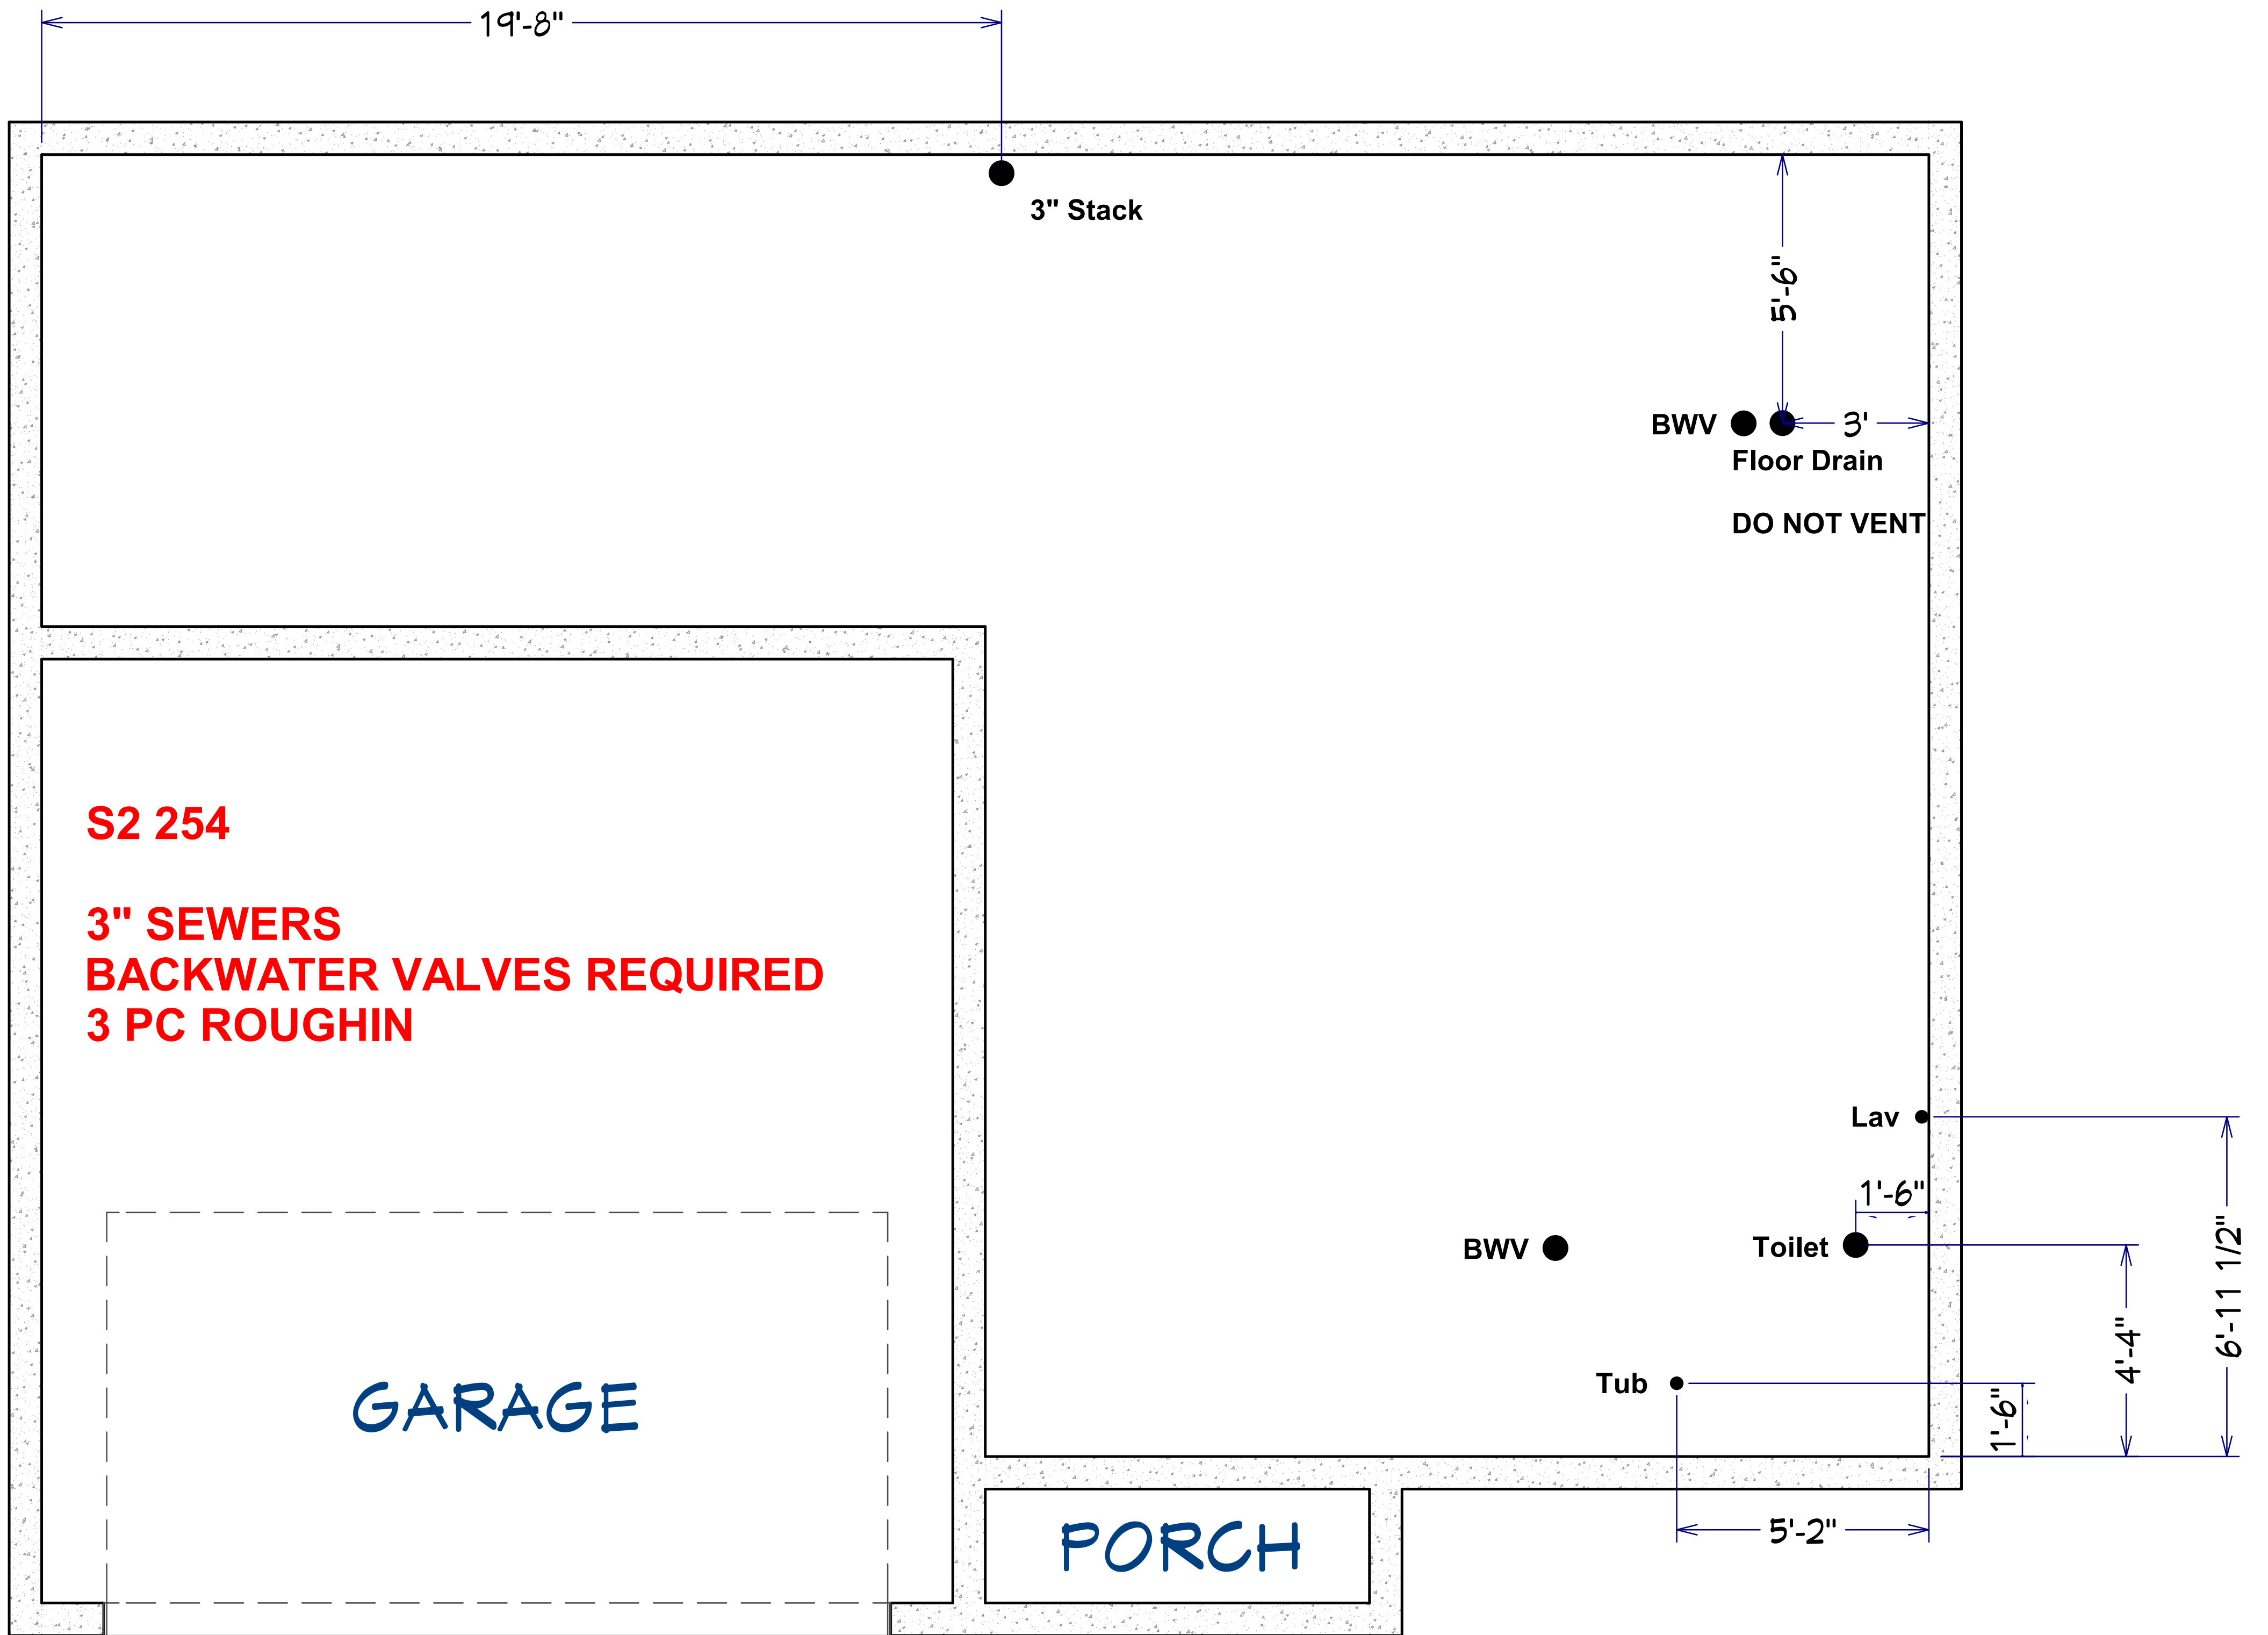 19'-8"
3" Stack
5'-6"
BWV
3'
Floor Drain
DO NOT VENT
S2 254
3" SEWERS
BACKWATER VALVES REQUIRED
3 PC ROUGHIN
Lav
1'-6"
BWV
Toilet
6'-11 1/2"
4'-4"
Tub
1'-6"
GARAGE
PORCH
5'-2"